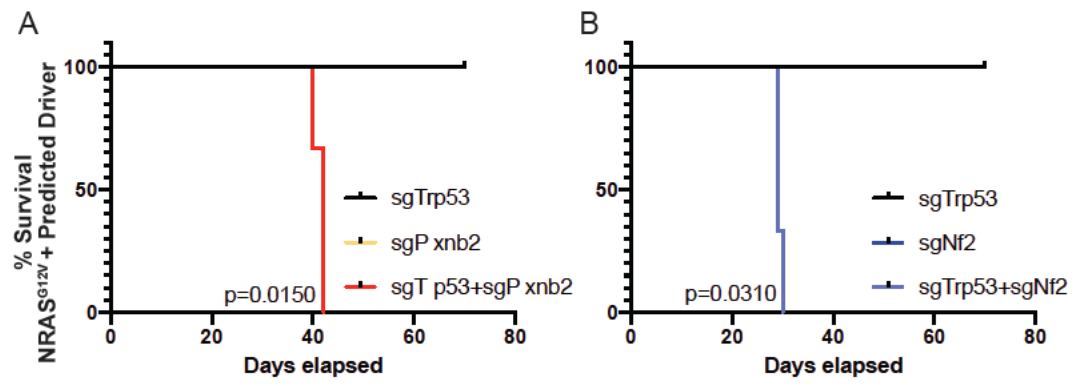 A
B
% Survival
NRASG12V + Predicted Driver
100
50
0
0
20
40
60
80
Days elapsed
sgTrp53
sgP xnb2
sgT p53+sgP xnb2
p=0.0150
100
50
0
0
20
40
60
80
Days elapsed
sgTrp53
sgNf2
sgTrp53+sgNf2
p=0.0310